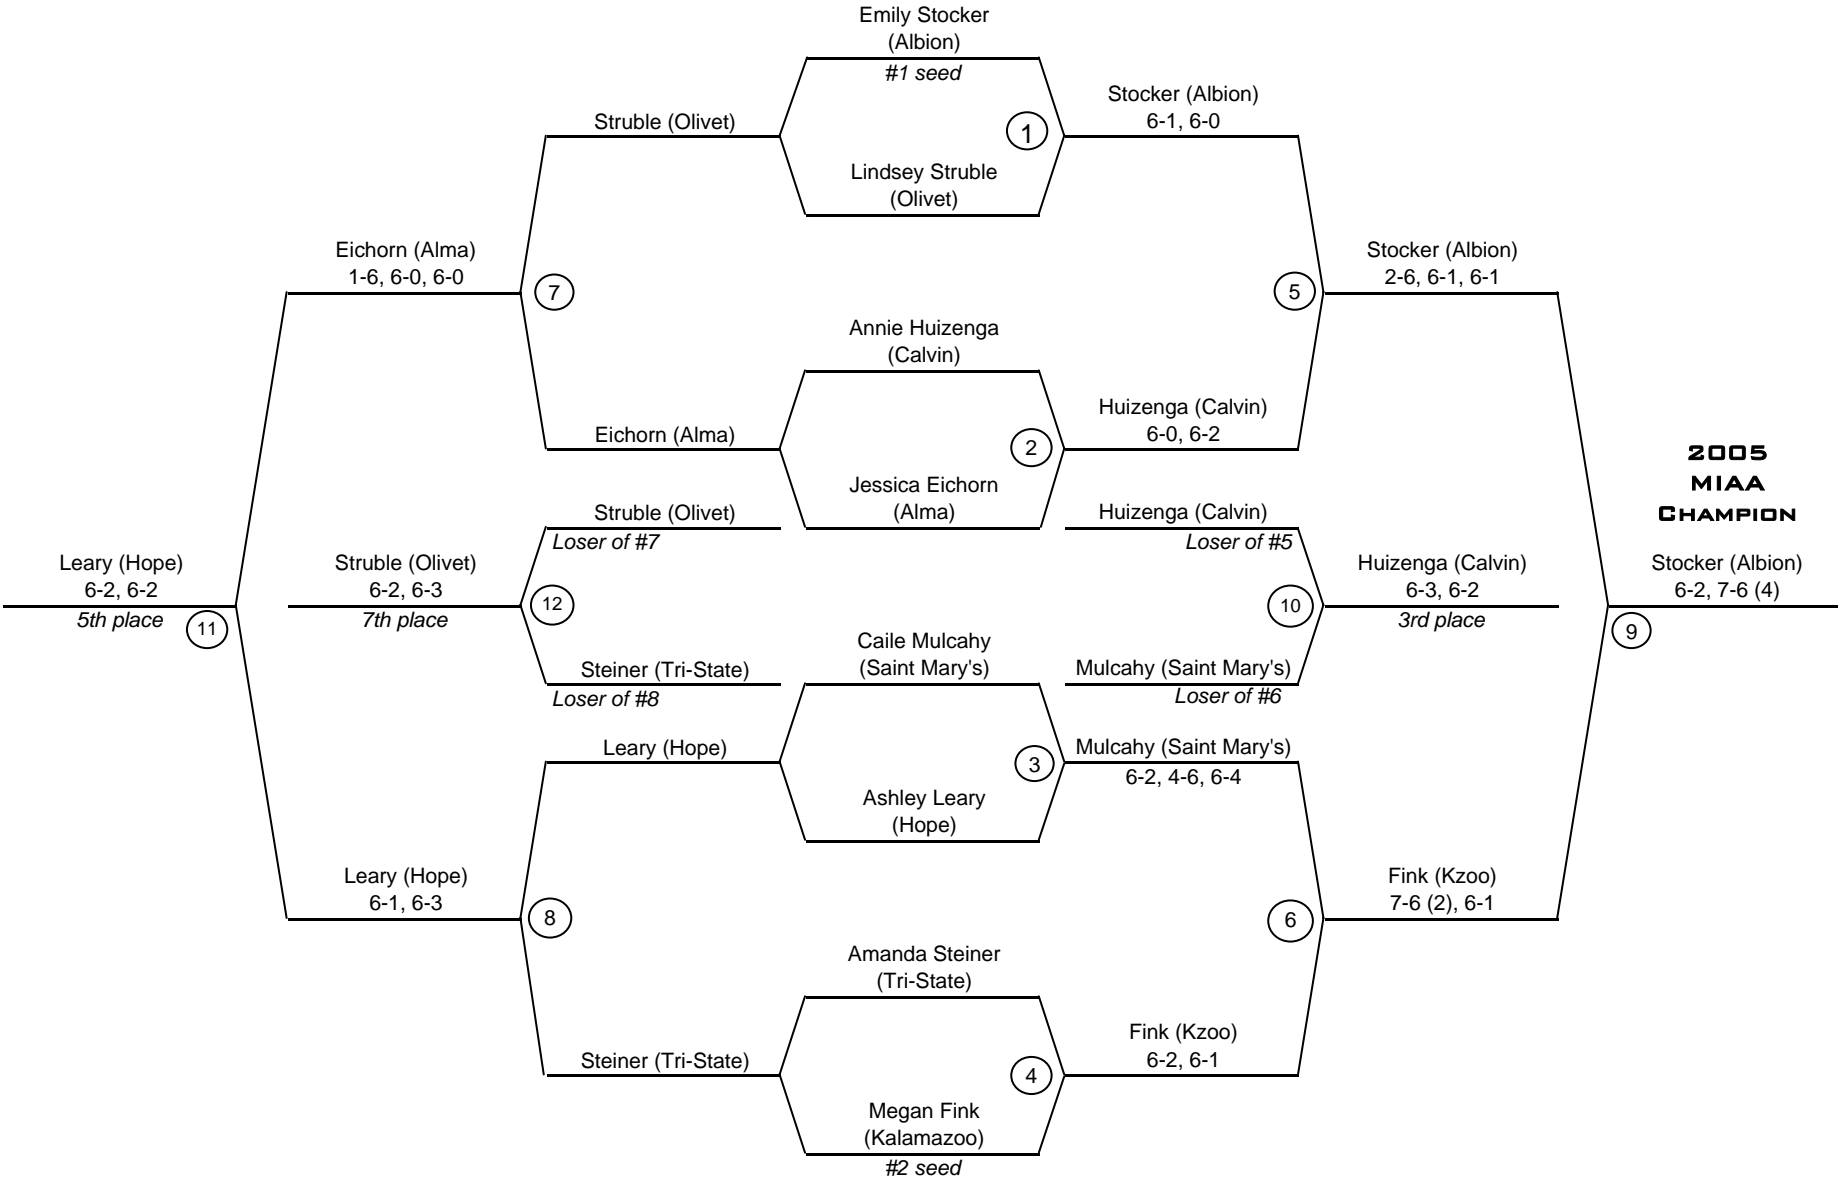 Emily Stocker
(Albion)
#1 seed
Stocker (Albion)
6-1, 6-0
Struble (Olivet)
1
Lindsey Struble
(Olivet)
Eichorn (Alma)
1-6, 6-0, 6-0
7
5
Stocker (Albion)
2-6, 6-1, 6-1
Annie Huizenga
(Calvin)
Eichorn (Alma)
2
Huizenga (Calvin)
6-0, 6-2
Jessica Eichorn
(Alma)
2005
MIAA
Champion
Struble (Olivet)
Loser of #7
Huizenga (Calvin)
Loser of #5
Leary (Hope)
6-2, 6-2
5th place
11
Struble (Olivet)
6-2, 6-3
7th place
12
10
Huizenga (Calvin)
6-3, 6-2
3rd place
Stocker (Albion)
6-2, 7-6 (4)
9
Steiner (Tri-State)
Loser of #8
Caile Mulcahy
(Saint Mary's)
Mulcahy (Saint Mary's)
Loser of #6
Leary (Hope)
3
Mulcahy (Saint Mary's)
6-2, 4-6, 6-4
Ashley Leary
(Hope)
Leary (Hope)
6-1, 6-3
8
6
Fink (Kzoo)
7-6 (2), 6-1
Amanda Steiner
(Tri-State)
Steiner (Tri-State)
4
Fink (Kzoo)
6-2, 6-1
Megan Fink
(Kalamazoo)
#2 seed